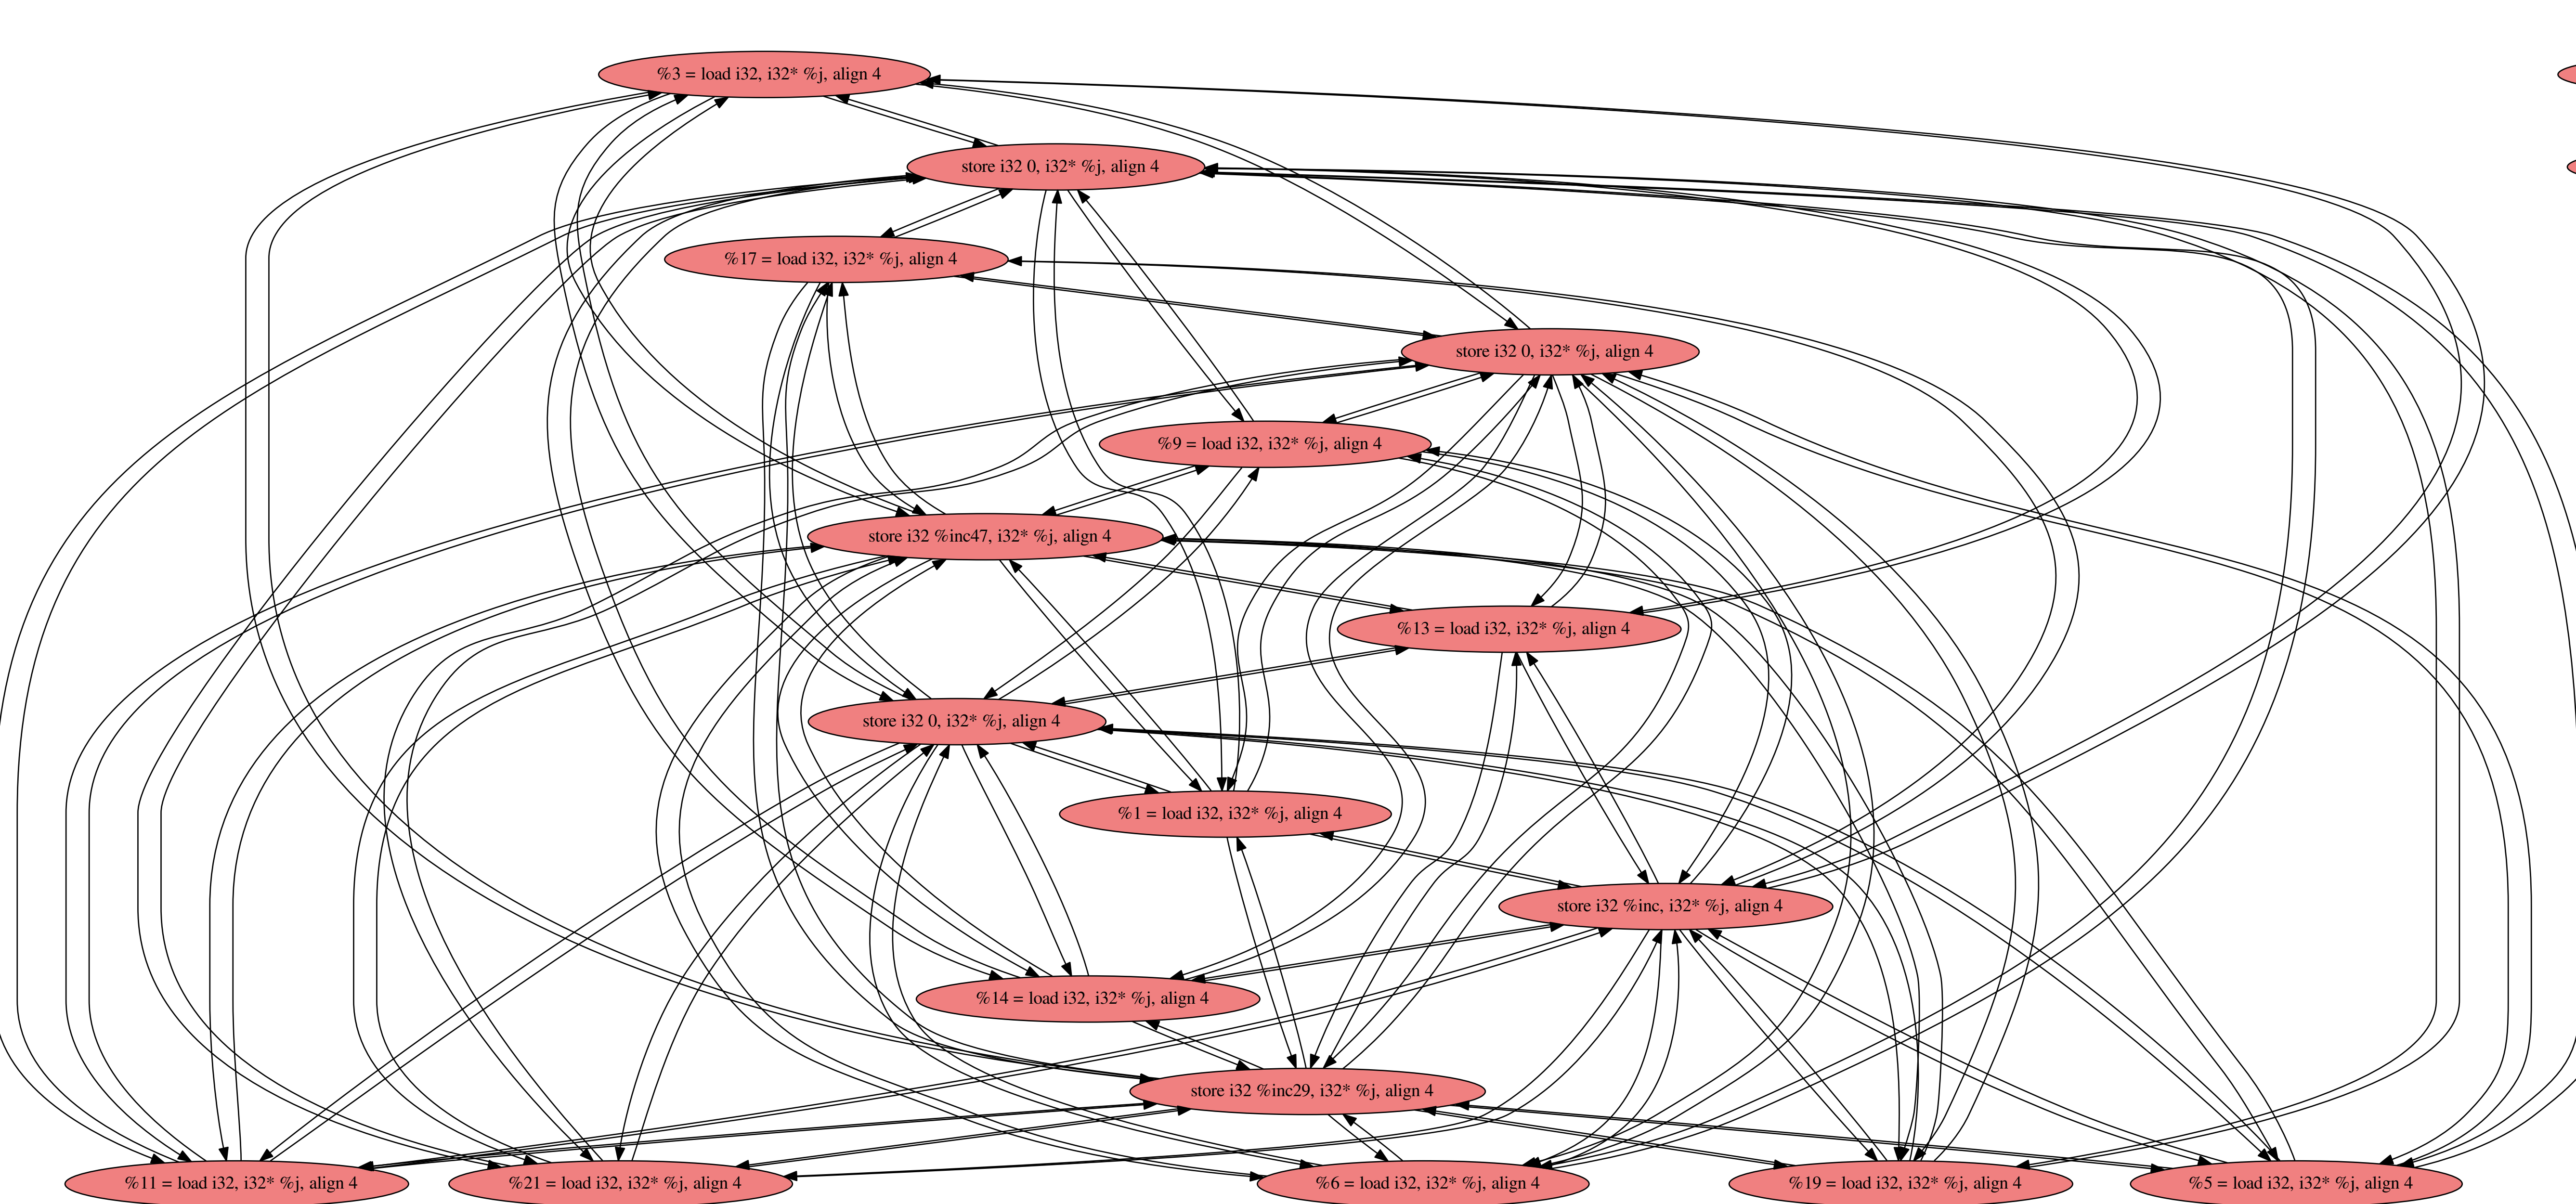 %3 = load i32, i32* %j, align 4
store i32 0, i32* %j, align 4
%17 = load i32, i32* %j, align 4
store i32 0, i32* %j, align 4
%9 = load i32, i32* %j, align 4
store i32 %inc47, i32* %j, align 4
%13 = load i32, i32* %j, align 4
store i32 0, i32* %j, align 4
%1 = load i32, i32* %j, align 4
store i32 %inc, i32* %j, align 4
%14 = load i32, i32* %j, align 4
store i32 %inc29, i32* %j, align 4
%11 = load i32, i32* %j, align 4
%21 = load i32, i32* %j, align 4
%6 = load i32, i32* %j, align 4
%19 = load i32, i32* %j, align 4
%5 = load i32, i32* %j, align 4